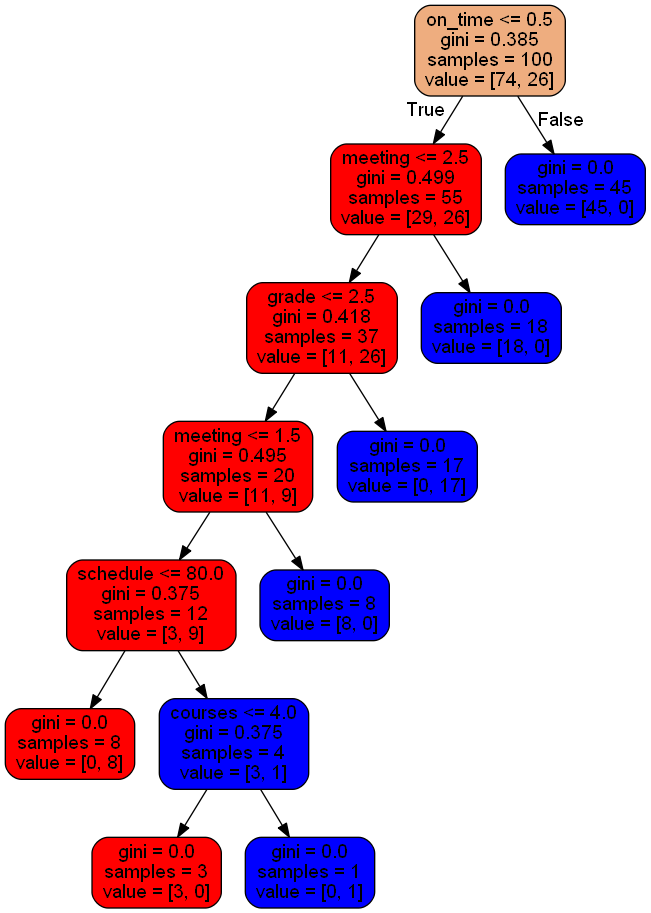 on_time <= 0.5
gini = 0.385
samples = 100
value = [74, 26]
True
False
meeting <= 2.5
gini = 0.499
samples = 55
value = [29, 26]
gini = 0.0
samples = 45
value = [45, 0]
grade <= 2.5
gini = 0.418
samples = 37
value = [11, 26]
gini = 0.0
samples = 18
value = [18, 0]
meeting <= 1.5
gini = 0.495
samples = 20
value = [11, 9]
gini = 0.0
samples = 17
value = [0, 17]
schedule <= 80.0
gini = 0.375
samples = 12
value = [3, 9]
gini = 0.0
samples = 8
value = [8, 0]
gini = 0.0
samples = 8
value = [0, 8]
courses <= 4.0
gini = 0.375
samples = 4
value = [3, 1]
gini = 0.0
samples = 3
value = [3, 0]
gini = 0.0
samples = 1
value = [0, 1]